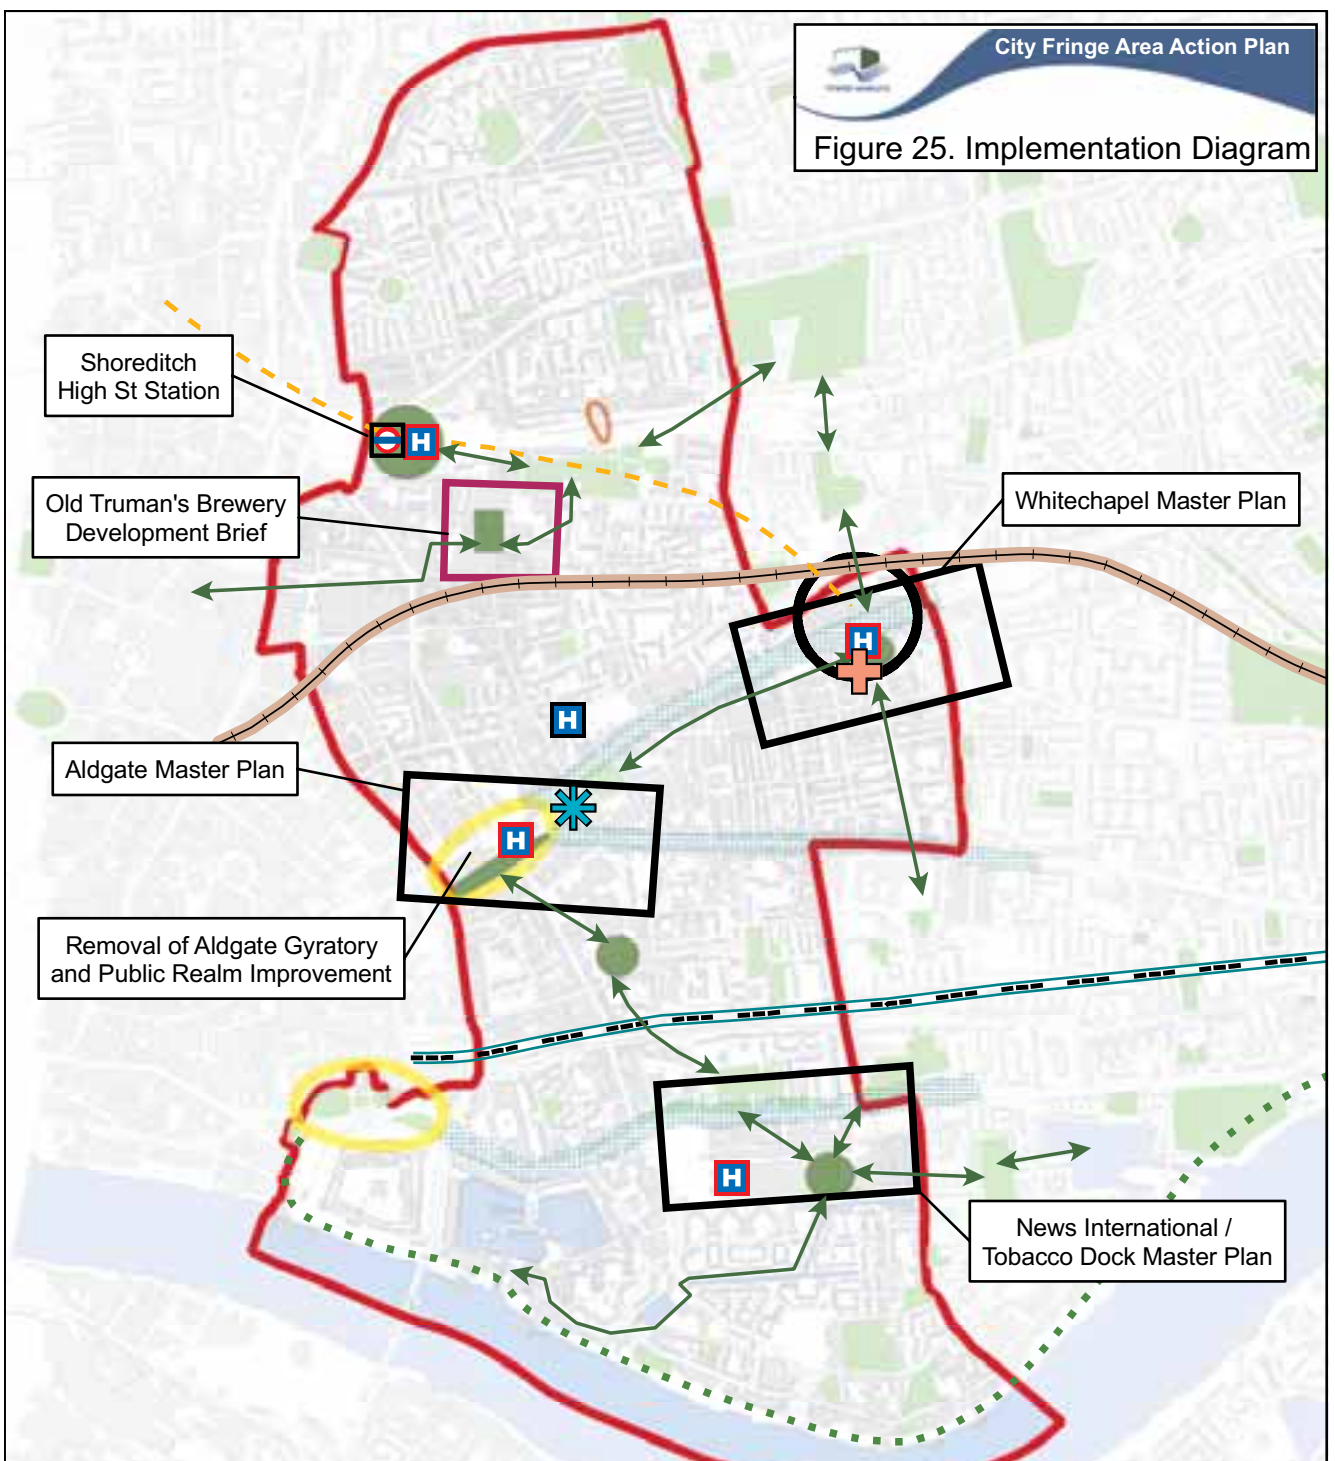 City Fringe Area Action Plan
Figure 25. Implementation Diagram
Shoreditch
High St Station
H
Old Truman's Brewery
Development Brief
Whitechapel Master Plan
H
H
Aldgate Master Plan
H
Removal of Aldgate Gyratory
and Public Realm Improvement
H
News International /
Tobacco Dock Master Plan